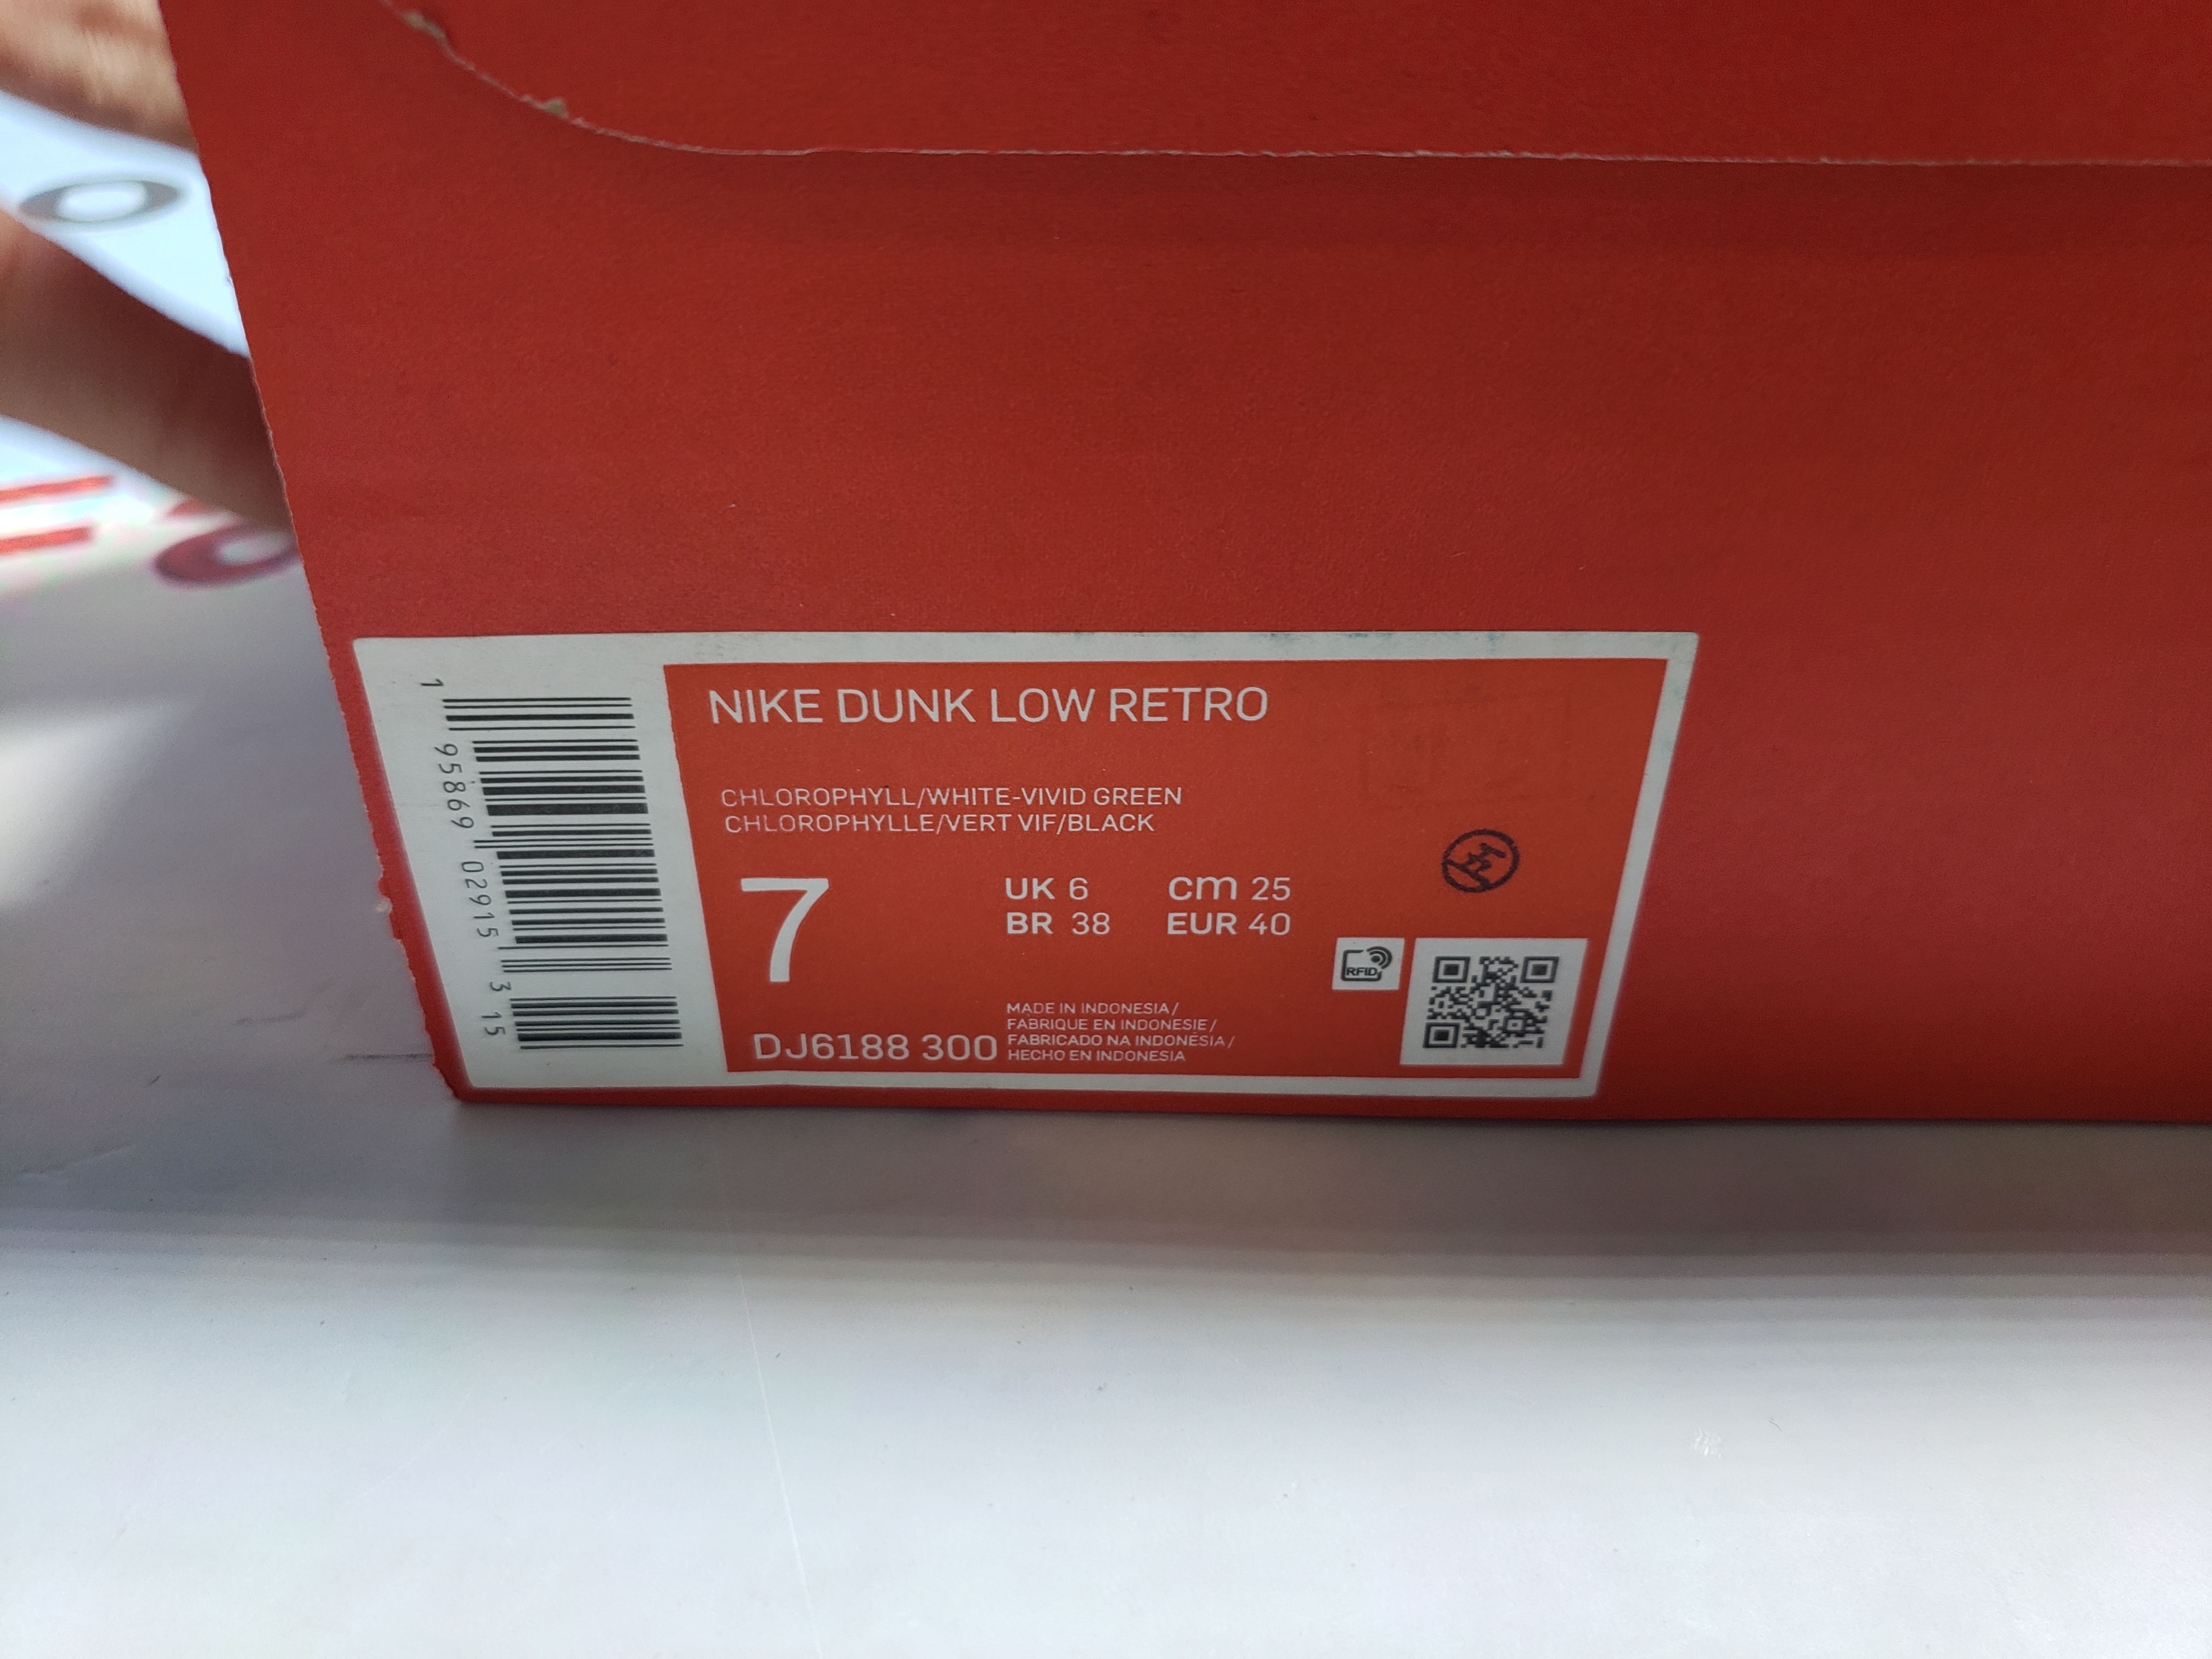 NIKE DUNK LOW RETRO
CHLOROPHYLL/WHITE-VIVID GREEN
CHLOROPHYLLE/VERT VIF/BLACK
7
UK 6 cm 25
BR 38 EUR 40
MADE IN INDONESIA/
FABRIQUE EN INDONESIE/
FABRICADO NA INDONÉSIA/
HECHO EN INDONESIA
DJ6188 300
RFID
1 95869 02915 3 15